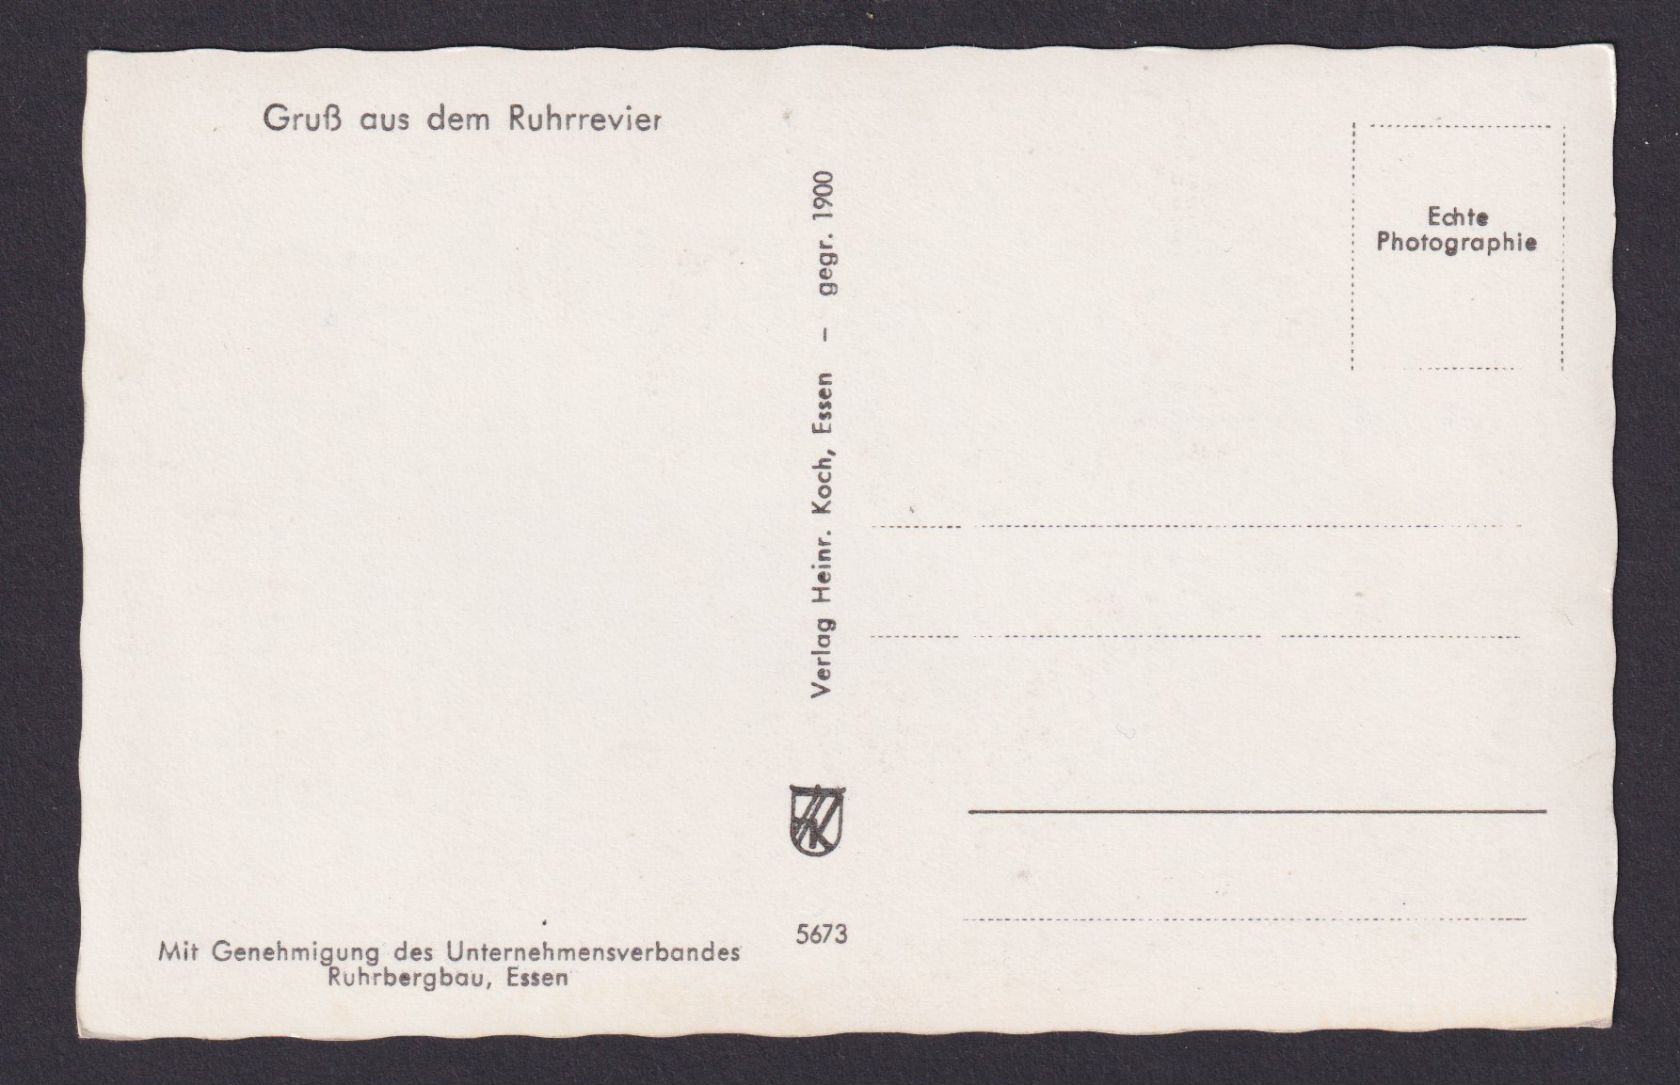 Gruß aus dem Ruhrrevier
Mit Genehmigung des Unternehmensverbandes
Ruhrbergbau, Essen
Verlag Heinr. Koch, Essen – gegr. 1900
5673
Echte
Photographie